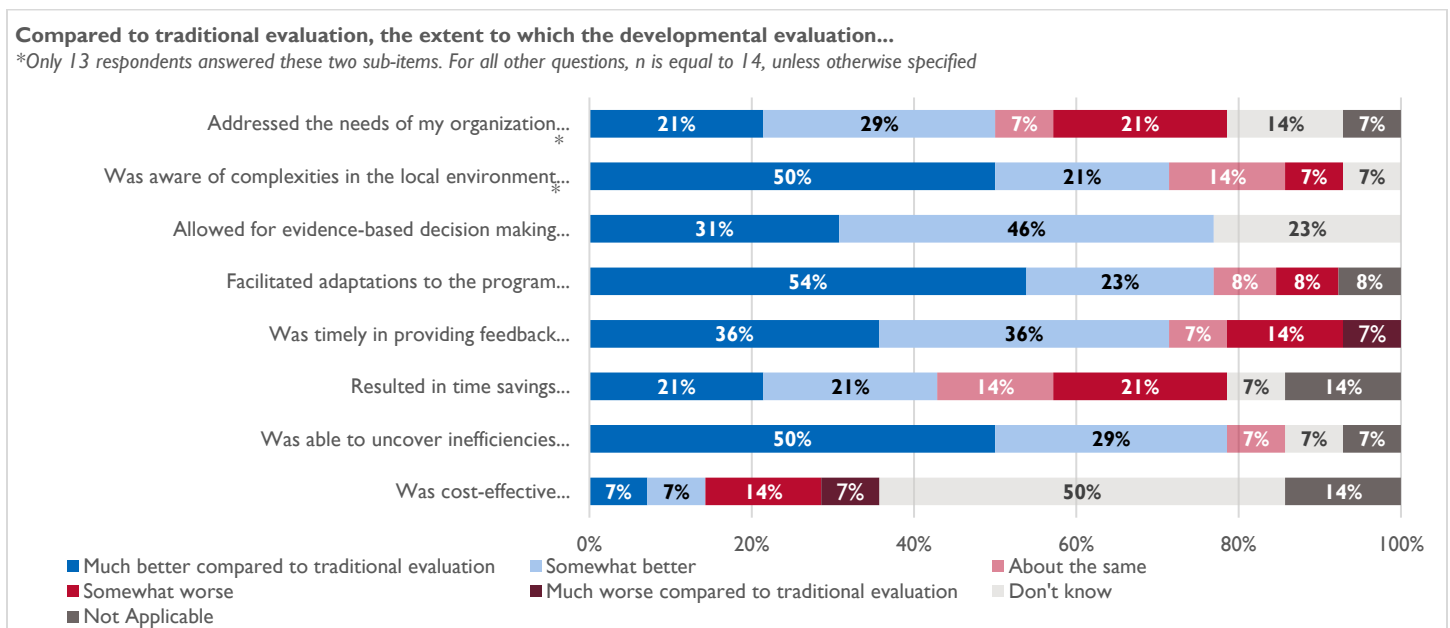 Compared to traditional evaluation, the extent to which the developmental evaluation...
*Only 13 respondents answered these two sub-items. For all other questions, n is equal to 14, unless otherwise specified
Addressed the needs of my organization... 21% 29% 7% 21% 14% 7%
*
Was aware of complexities in the local environment... 50% 21% 14% 7% 7%
*
Allowed for evidence-based decision making... 31% 46% 23%
Facilitated adaptations to the program... 54% 23% 8% 8% 8%
Was timely in providing feedback... 36% 36% 7% 14% 7%
Resulted in time savings... 21% 21% 14% 21% 7% 14%
Was able to uncover inefficiencies... 50% 29% 7% 7% 7%
Was cost-effective... 7% 7% 14% 7% 50% 14%
0% 20% 40% 60% 80% 100%
Much better compared to traditional evaluation Somewhat better About the same
Somewhat worse Much worse compared to traditional evaluation Don't know
Not Applicable